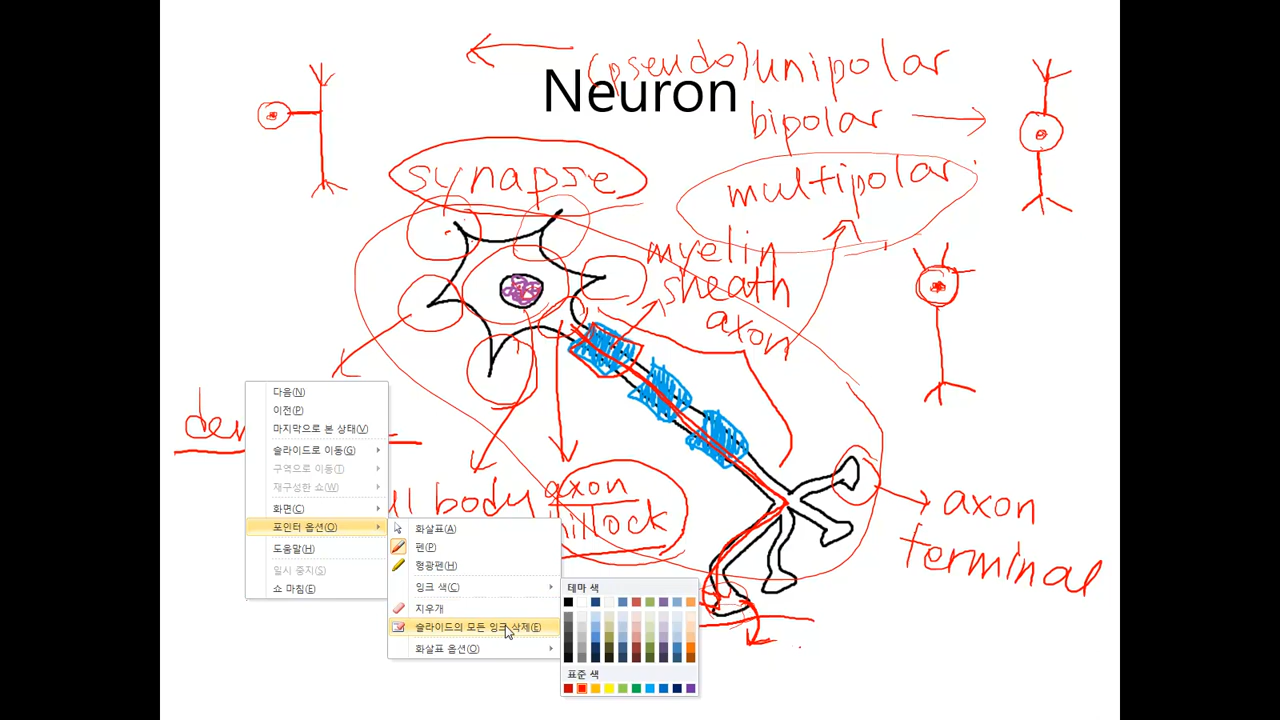 (pseudo)unipolar
Neuron
bipolar
synapse
multipolar
myelin
sheath
axon
다음(N)
이전(P)
마지막으로 본 상태(V)
슬라이드로 이동(G)
구역으로 이동(T)
재구성한 쇼(W)
화면(C)
포인터 옵션(O)
도움말(H)
일시 중지(S)
쇼 마침(E)
화살표(A)
펜(P)
형광펜(H)
잉크 색(C)
지우개
슬라이드의 모든 잉크 삭제(E)
화살표 옵션(O)
테마 색
표준 색
body
axon
hillock
axon
terminal